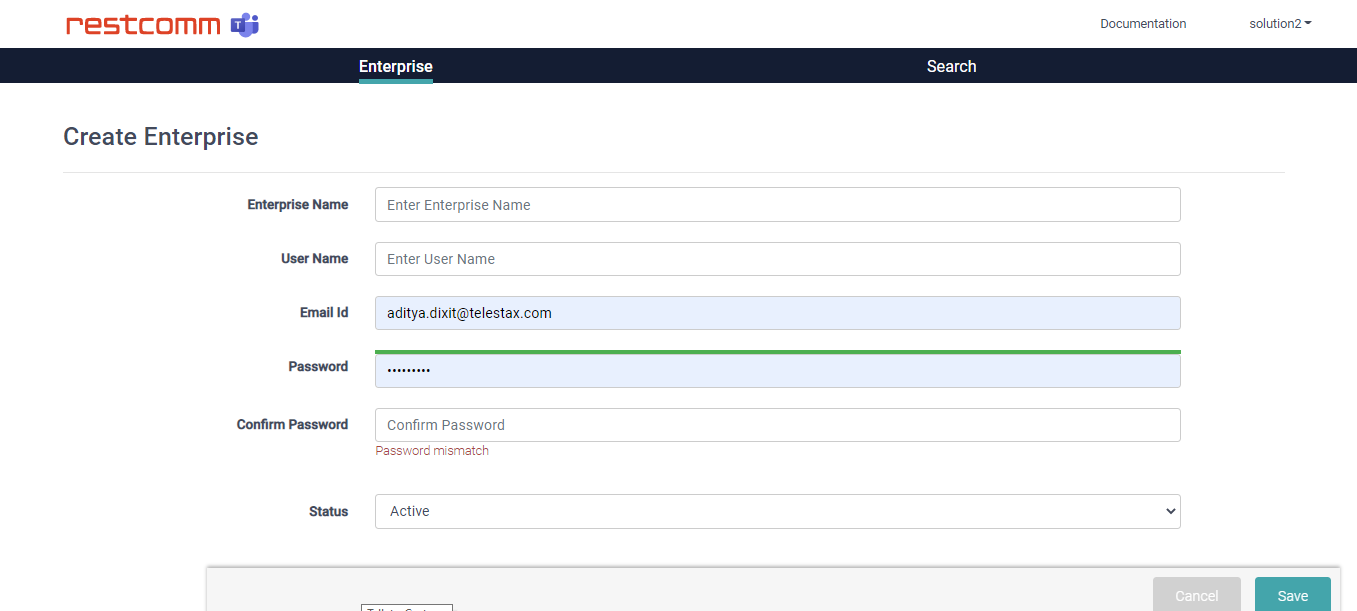 restcomm
Documentation
solution2
Enterprise
Search
Create Enterprise
Enterprise Name
Enter Enterprise Name
User Name
Enter User Name
Email Id
aditya.dixit@telestax.com
Password
•••••••••
Confirm Password
Confirm Password
Password mismatch
Status
Active
Cancel
Save